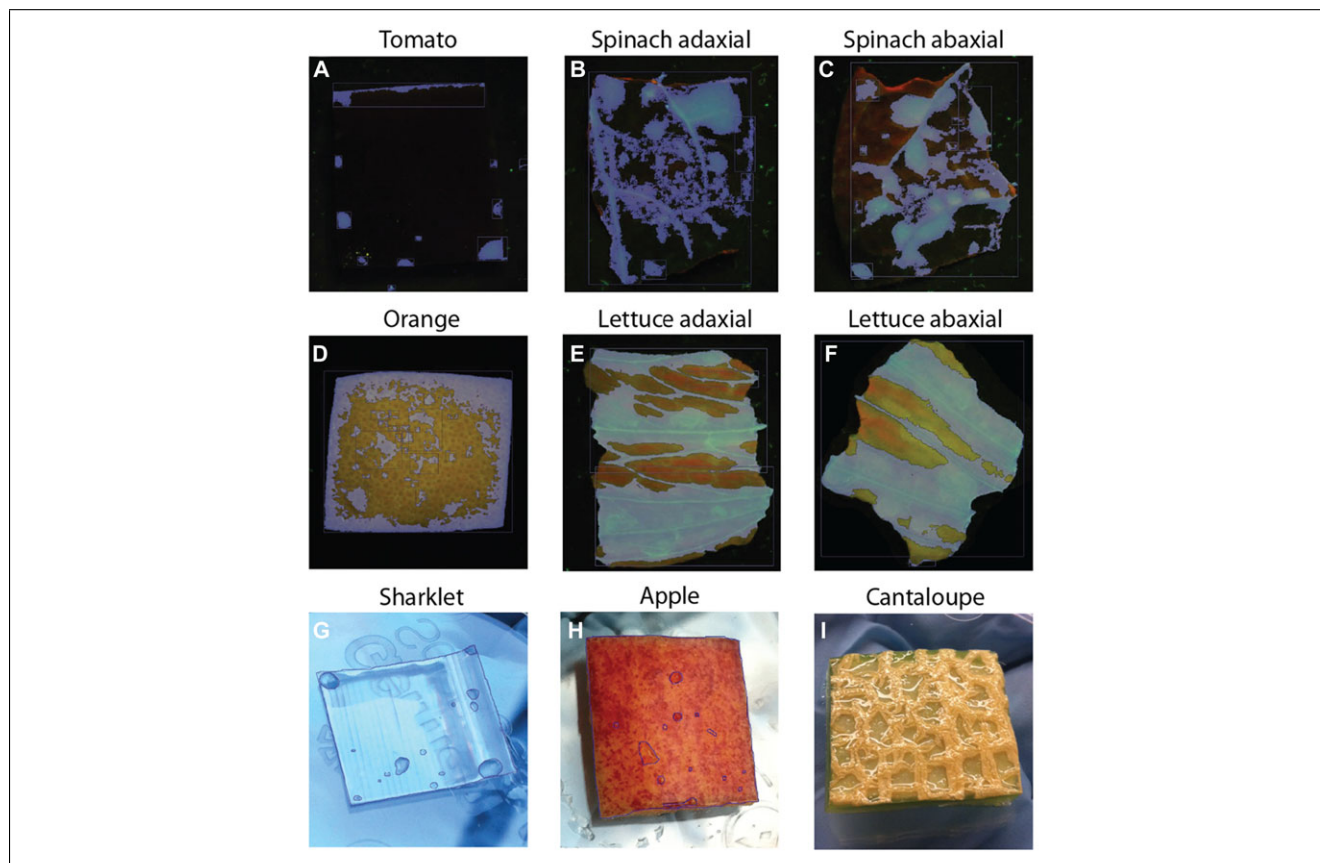 Tomato
Spinach adaxial
Spinach abaxial
A
B
C
Orange
Lettuce adaxial
Lettuce abaxial
D
E
F
Sharklet
Apple
Cantaloupe
G
H
I